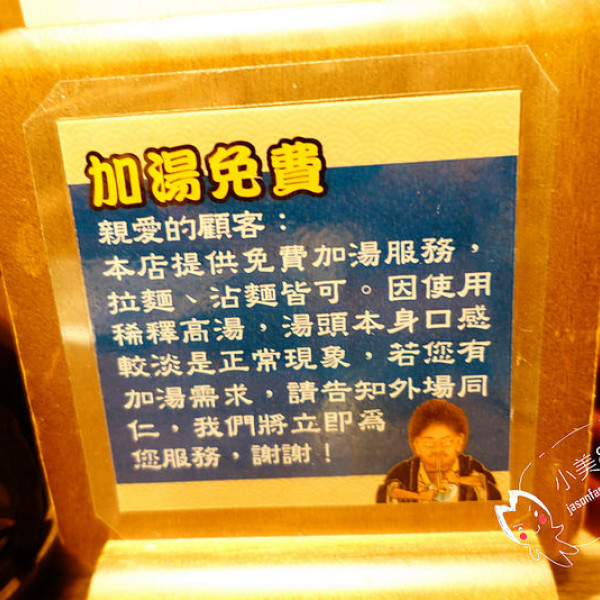 加湯免費
親愛的顧客：
本店提供免費加湯服務，
拉麵、沾麵皆可。因使用
稀釋高湯，湯頭本身口感
較淡是正常現象，若您有
加湯需求，請告知外場同
仁，我們將立即為
您服務，謝謝！
小美